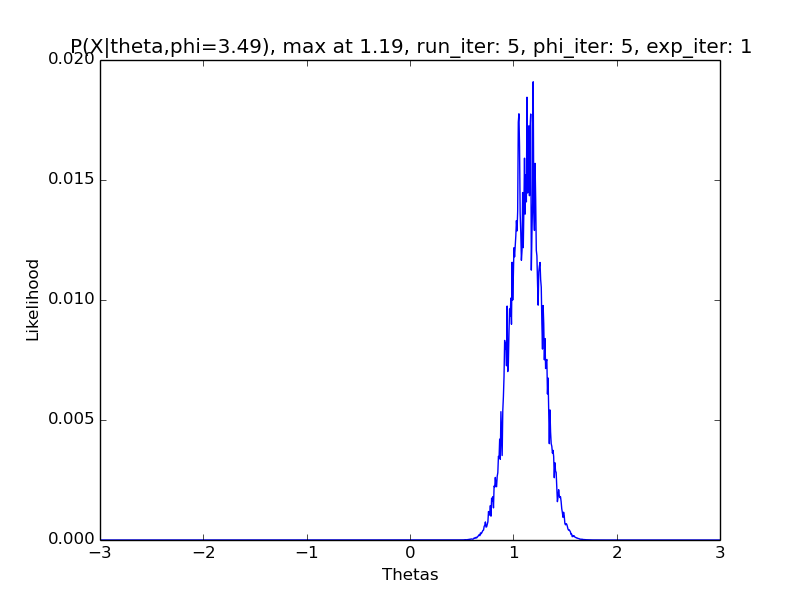 P(X|theta,phi=3.49), max at 1.19, run_iter: 5, phi_iter: 5, exp_iter: 1
0.020
0.015
0.010
0.005
0.000
Likelihood
−3 −2 −1 0 1 2 3
Thetas